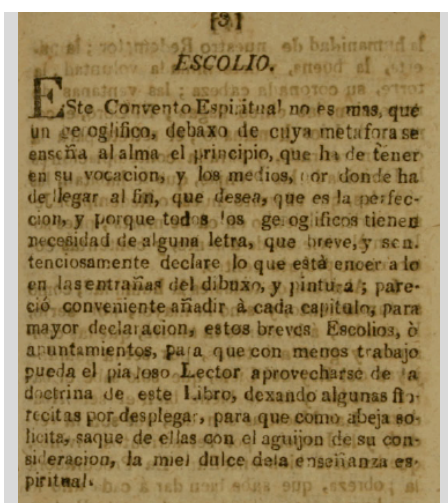 [3]
ESCOLIO.
ESte Convento Espiritual no es mas, que
un geroglifico, debaxo de cuya metafora se
enseña al alma el principio, que ha de tener
en su vocacion, y los medios, por donde ha
de llegar al fin, que desea, que es la perfec-
cion, y porque todos los geroglificos tienen
necesidad de alguna letra, que breve, y sen-
tenciosamente declare lo que està encerrado
en las entrañas del dibuxo, y pintura; pare-
ciò conveniente añadir à cada capitulo, para
mayor declaracion, estos breves Escolios, ò
apuntamientos, para que con menos trabajo
pueda el piadoso Lector aprovecharse de la
doctrina de este Libro, dexando algunas flo-
recitas por desplegar, para que como abeja so-
licita, saque de ellas con el aguijon de su con-
sideracion, la miel dulce dela enseñanza es-
piritual.